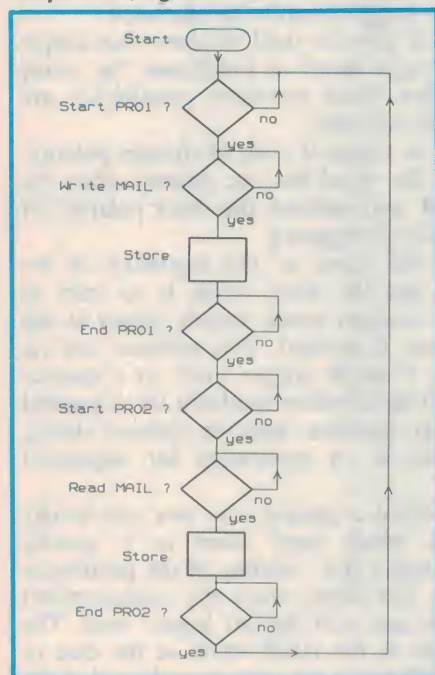 Start
Start PRO1 ?
no
yes
Write MAIL ?
no
yes
Store
End PRO1 ?
no
yes
Start PRO2 ?
no
yes
Read MAIL ?
no
yes
Store
End PRO2 ?
no
yes